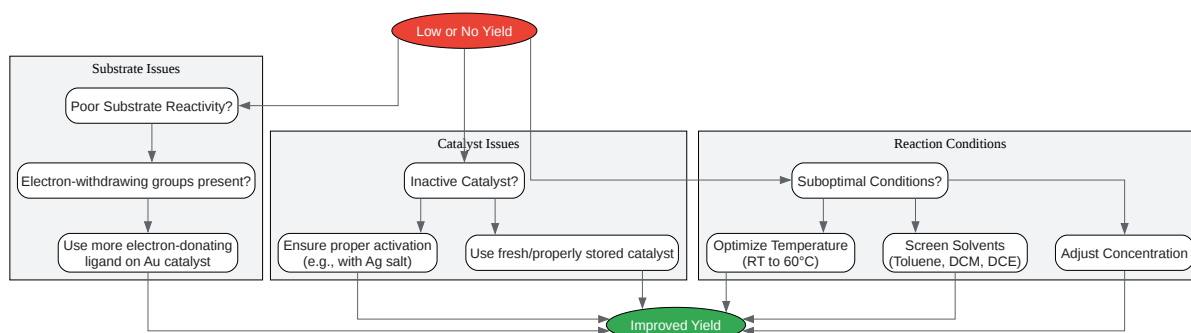 Low or No Yield
Substrate Issues
Poor Substrate Reactivity?
Electron-withdrawing groups present?
Use more electron-donating
ligand on Au catalyst
Catalyst Issues
Inactive Catalyst?
Ensure proper activation
(e.g., with Ag salt)
Use fresh/properly stored catalyst
Reaction Conditions
Suboptimal Conditions?
Optimize Temperature
(RT to 60°C)
Screen Solvents
(Toluene, DCM, DCE)
Adjust Concentration
Improved Yield